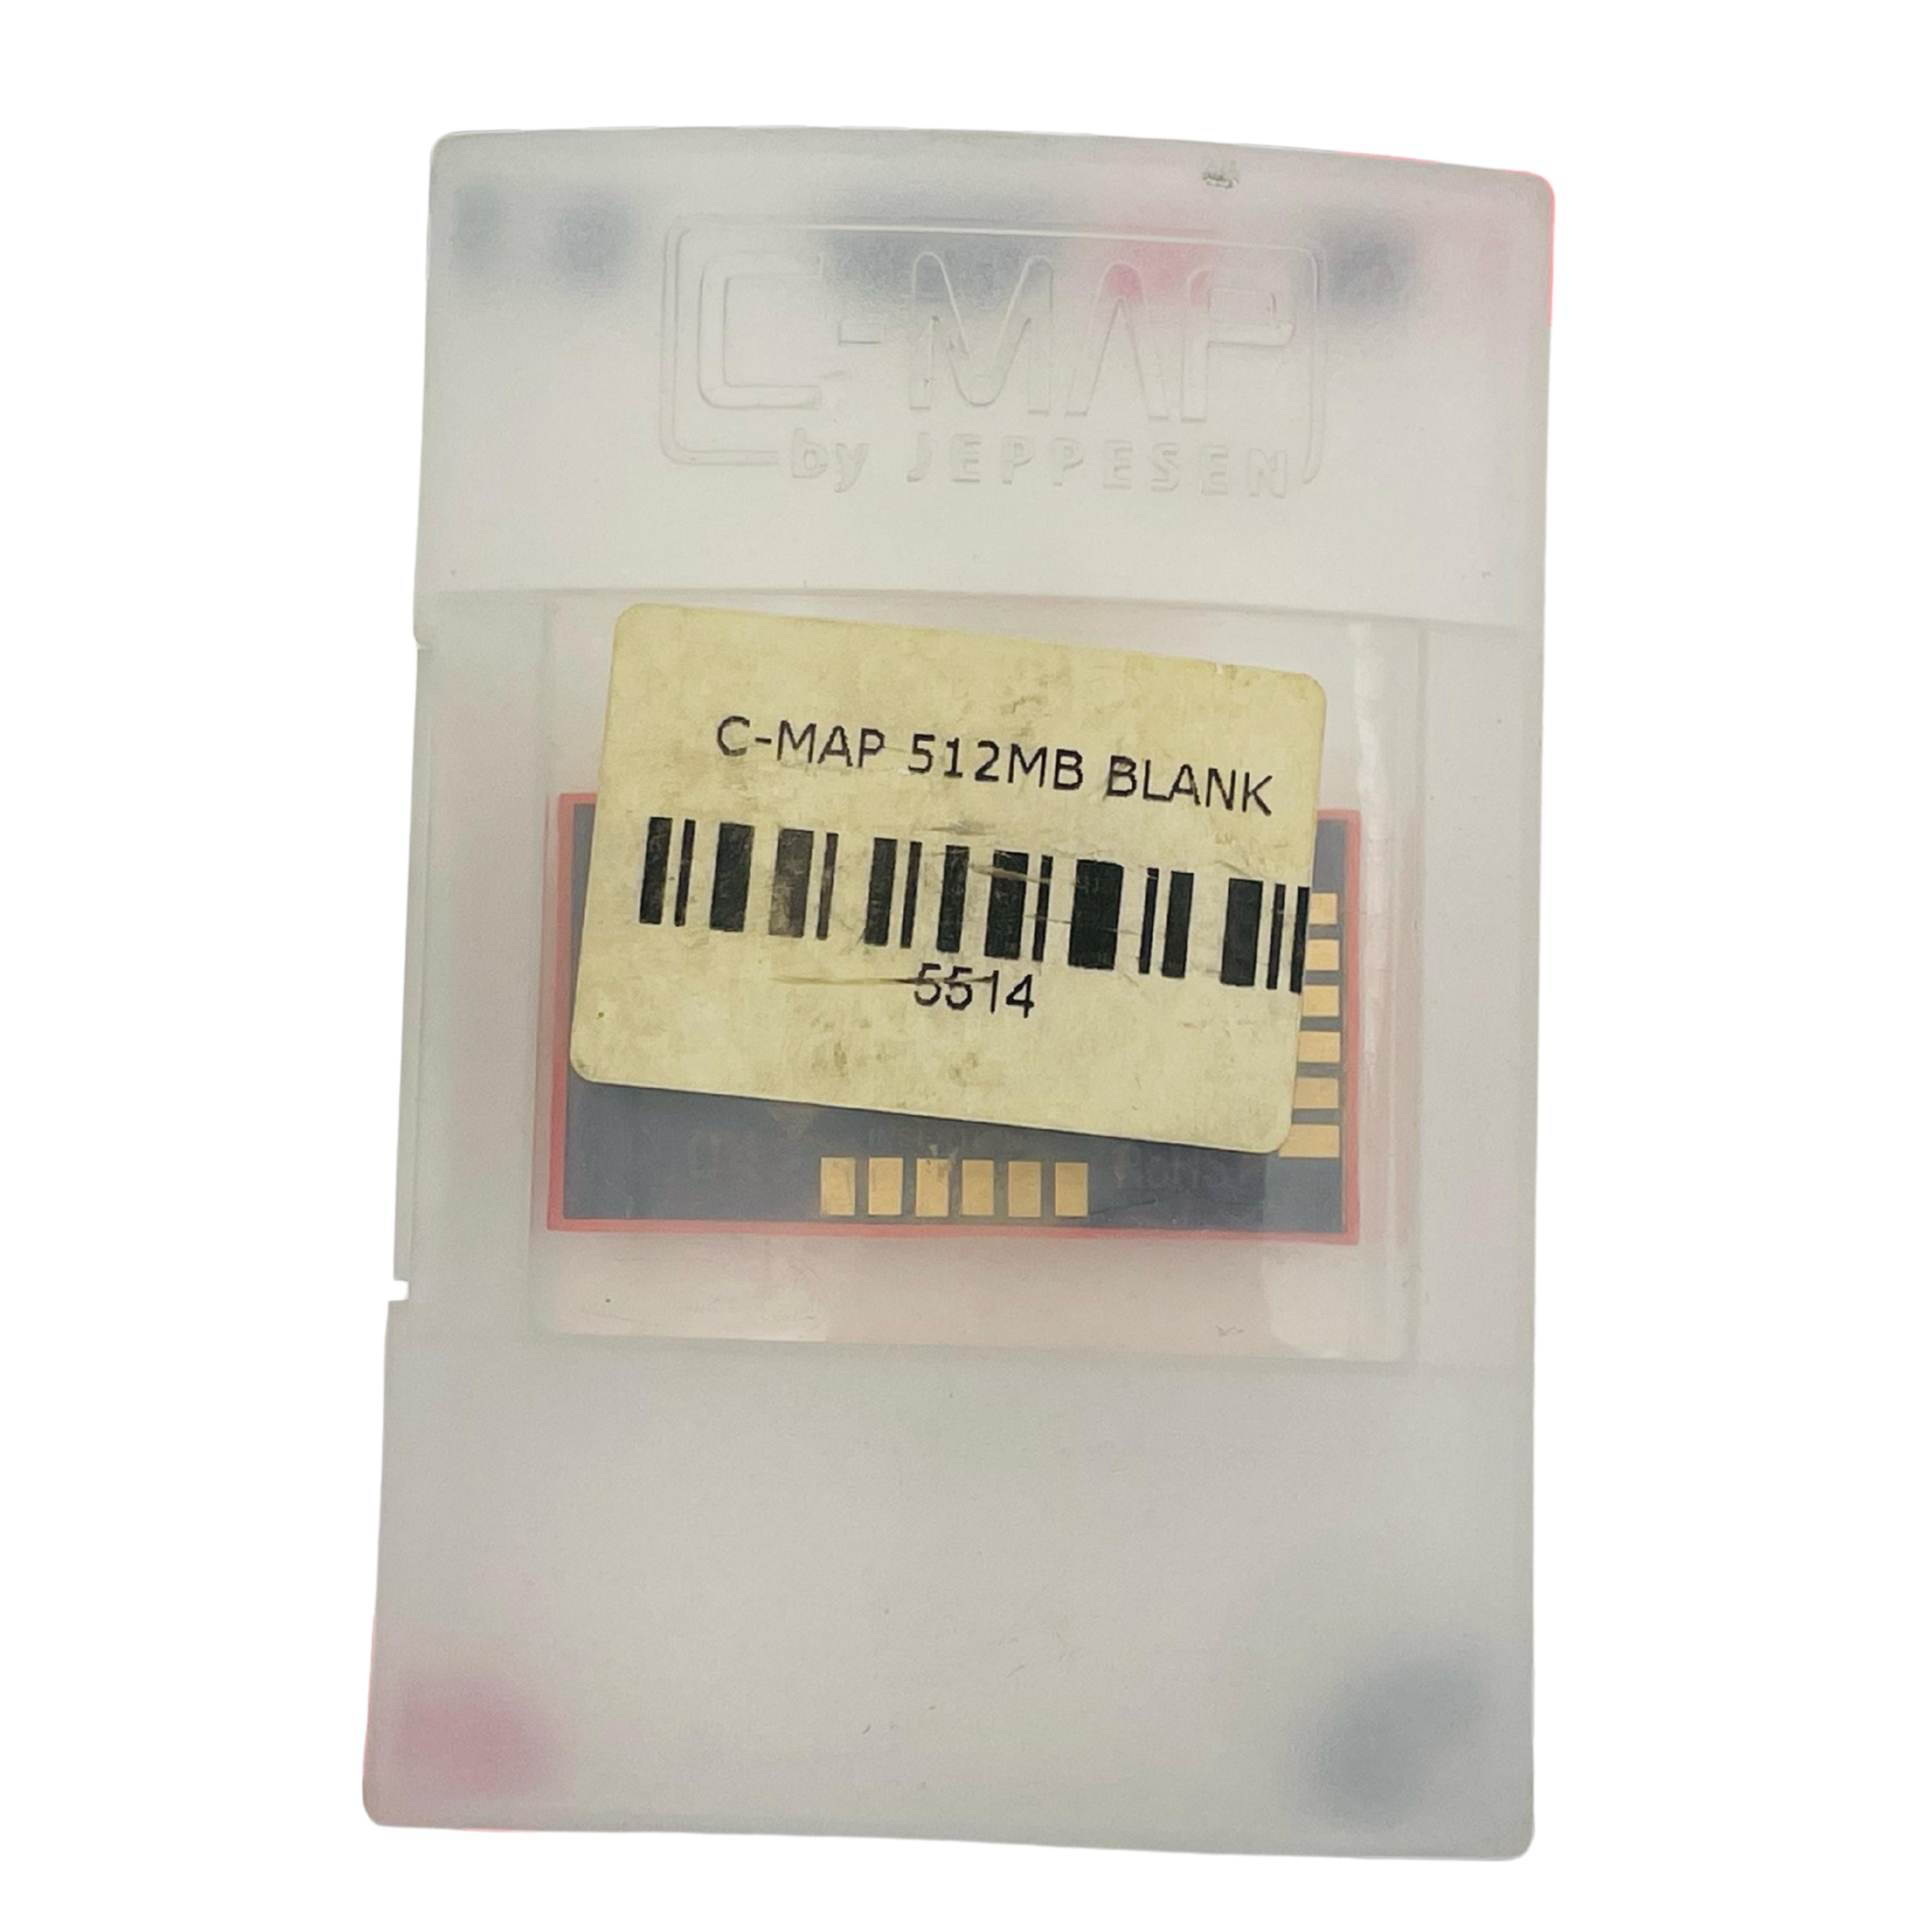 C-MAP
by JEPPESEN
C-MAP 512MB BLANK
5514